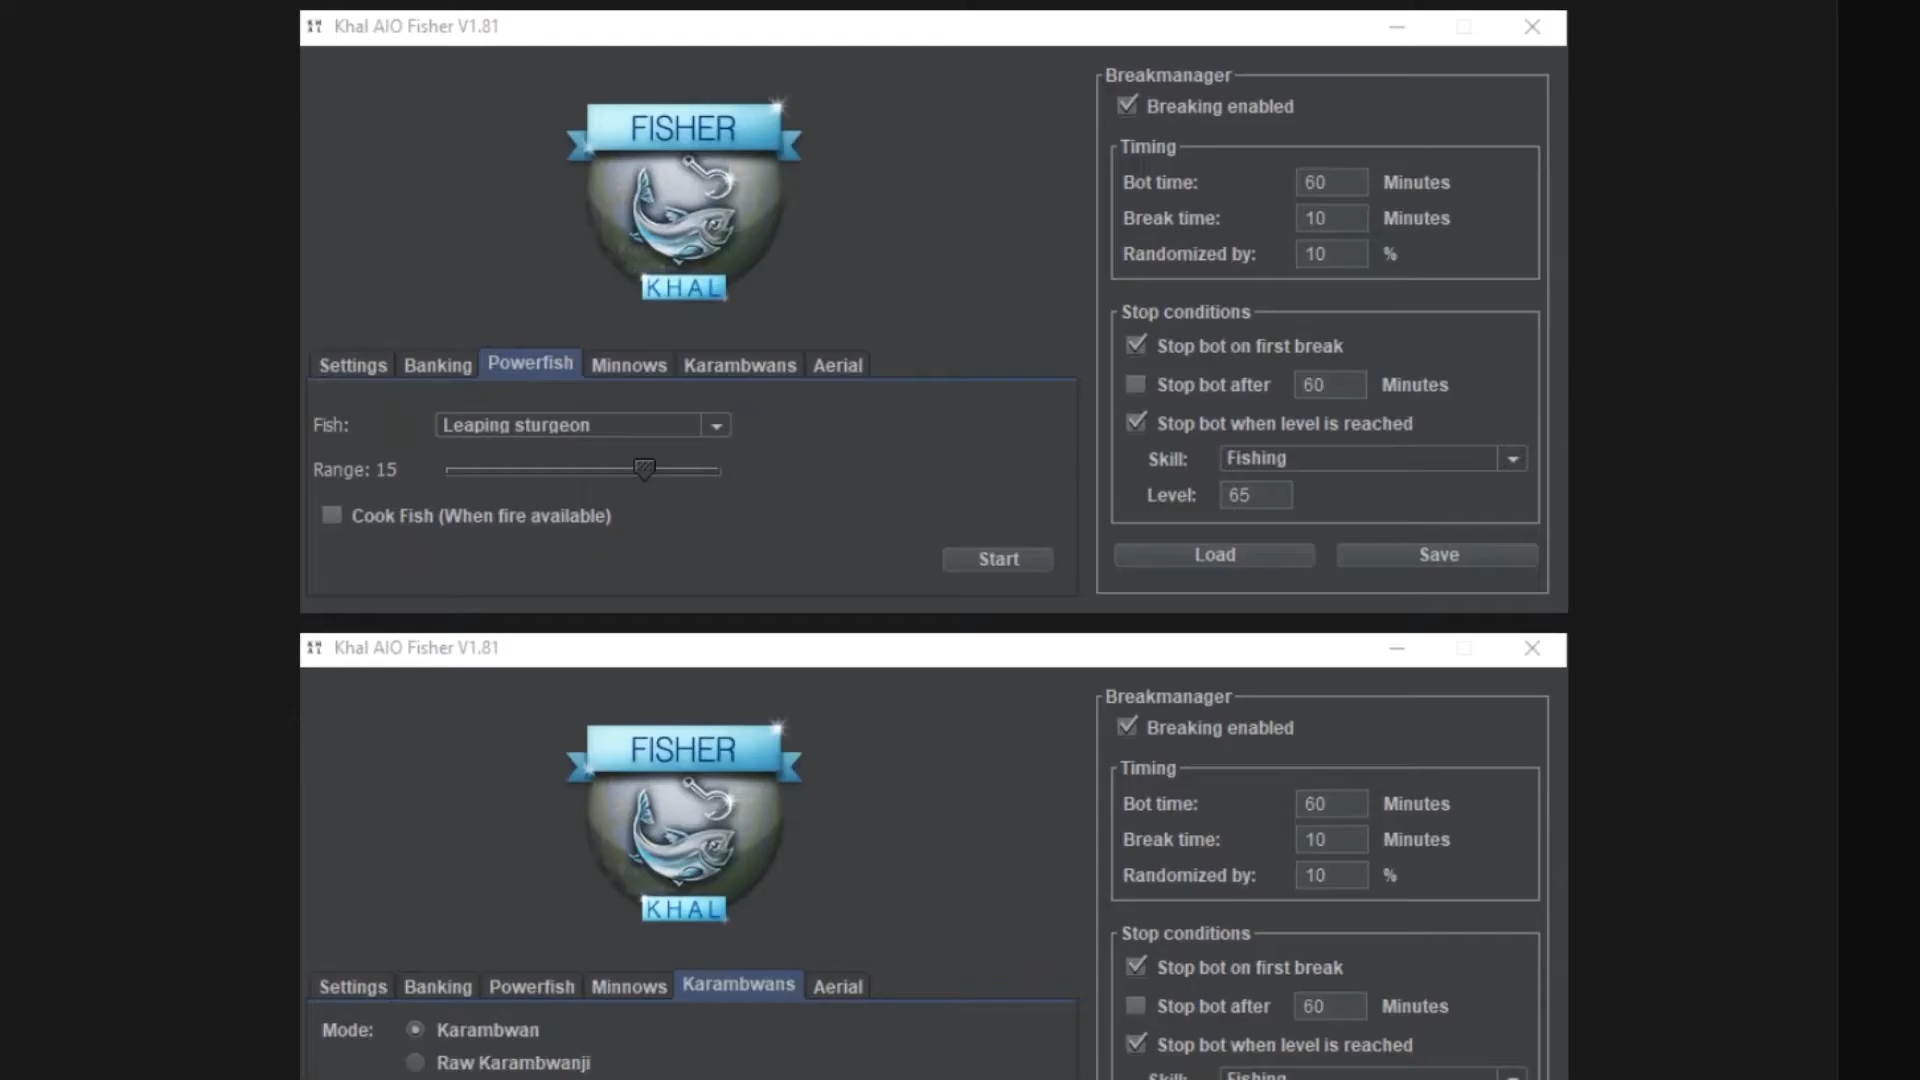 Khal AIO Fisher V1.81
FISHER
KHAL
Settings Banking Powerfish Minnows Karambwans Aerial
Fish: Leaping sturgeon
Range: 15
Cook Fish (When fire available)
Start
Breakmanager
Breaking enabled
Timing
Bot time: 60 Minutes
Break time: 10 Minutes
Randomized by: 10 %
Stop conditions
Stop bot on first break
Stop bot after 60 Minutes
Stop bot when level is reached
Skill: Fishing
Level: 65
Load Save
Khal AIO Fisher V1.81
FISHER
KHAL
Settings Banking Powerfish Minnows Karambwans Aerial
Mode: Karambwan
Raw Karambwanji
Breakmanager
Breaking enabled
Timing
Bot time: 60 Minutes
Break time: 10 Minutes
Randomized by: 10 %
Stop conditions
Stop bot on first break
Stop bot after 60 Minutes
Stop bot when level is reached
Skill: Fishing